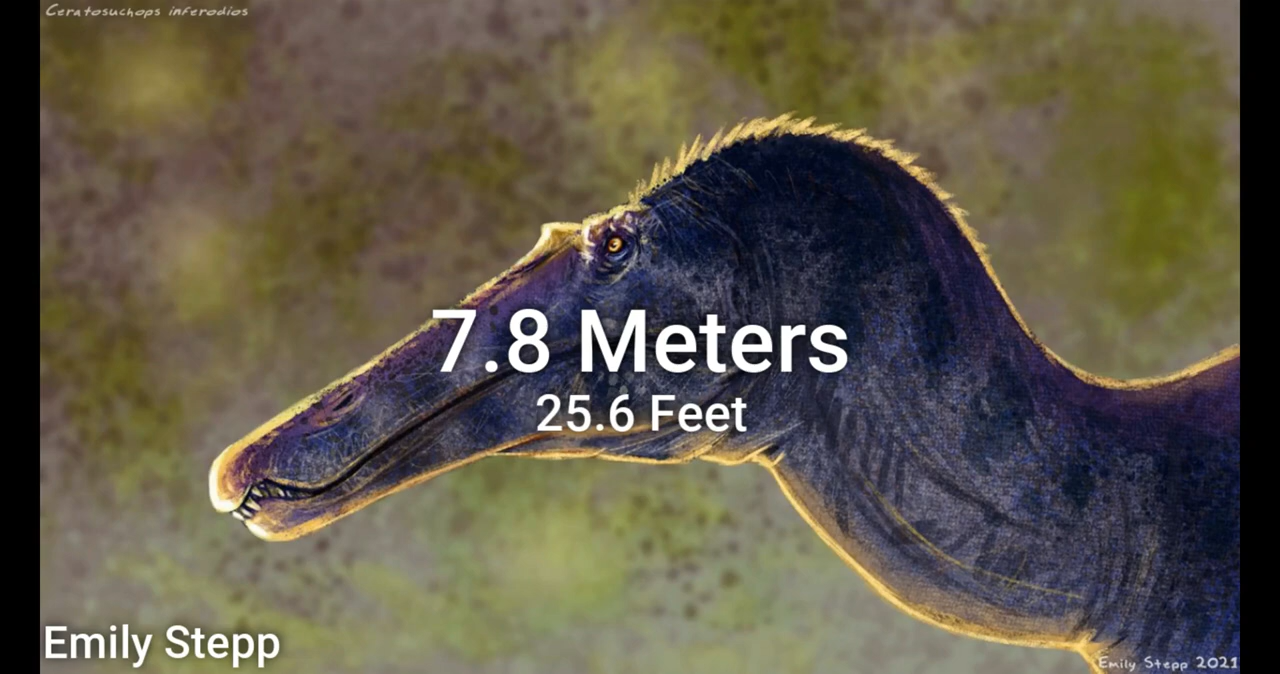 Ceratosuchops inferodios
7.8 Meters
25.6 Feet
Emily Stepp
Emily Stepp 2021